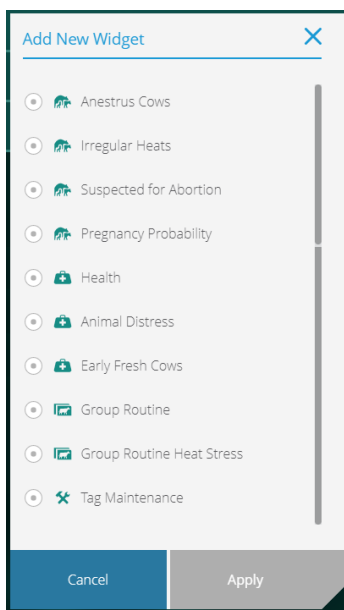 Add New Widget
Anestrus Cows
Irregular Heats
Suspected for Abortion
Pregnancy Probability
Health
Animal Distress
Early Fresh Cows
Group Routine
Group Routine Heat Stress
Tag Maintenance
Cancel
Apply